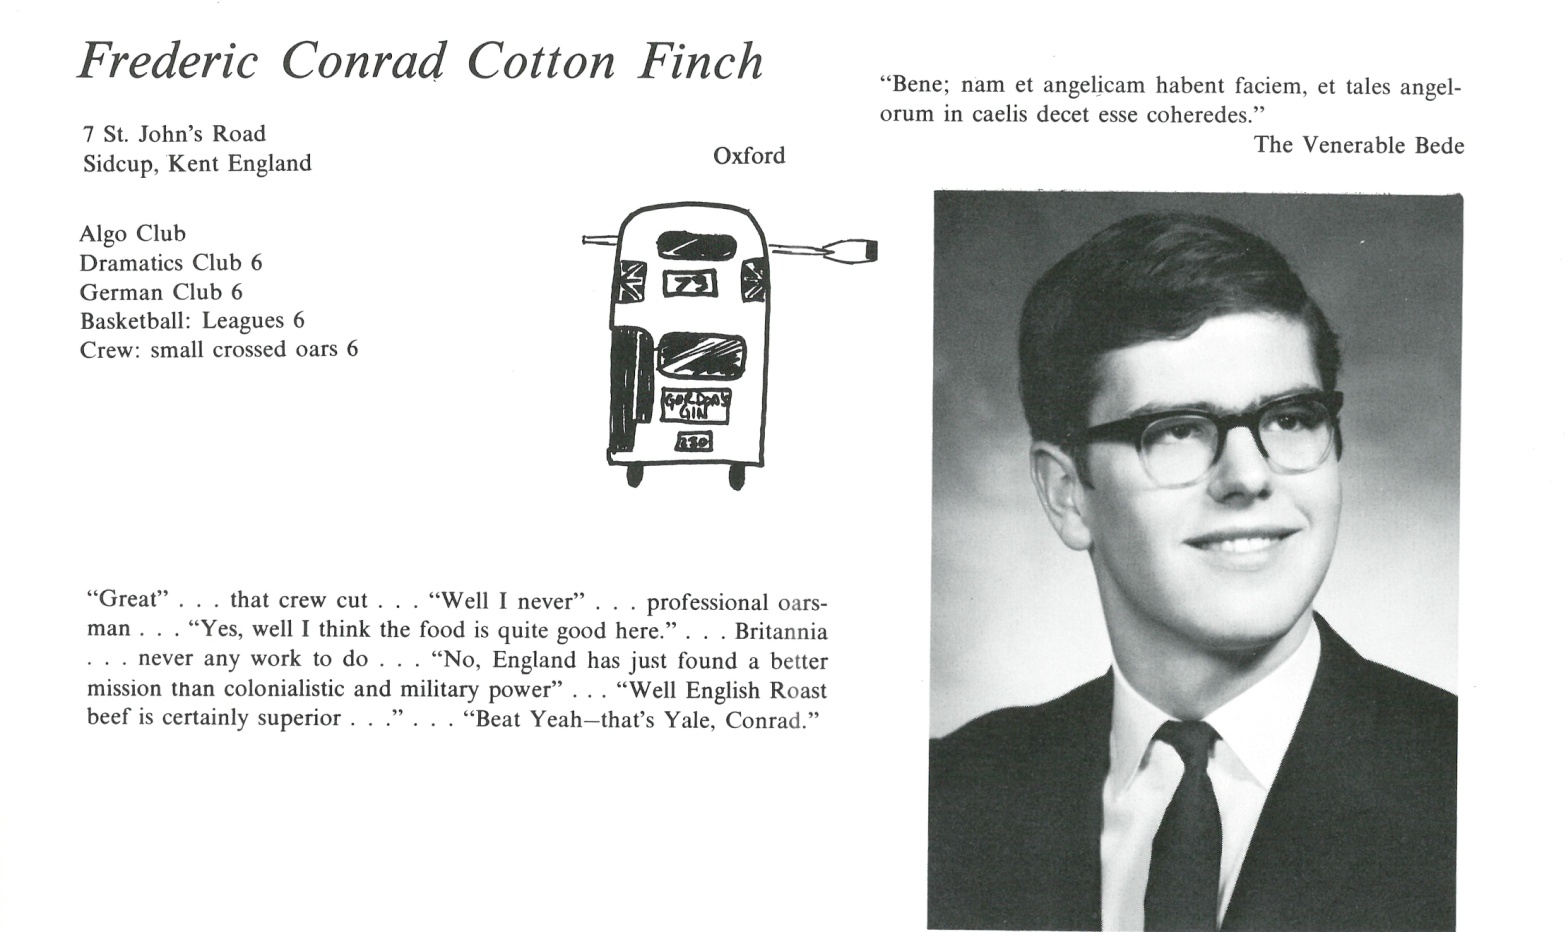 Frederic Conrad Cotton Finch
7 St. John's Road
Sidcup, Kent England
Oxford
Algo Club
Dramatics Club 6
German Club 6
Basketball: Leagues 6
Crew: small crossed oars 6
“Bene; nam et angelicam habent faciem, et tales angel-
orum in caelis decet esse coheredes.”
The Venerable Bede
73
GORDON'S
GIN
“Great” . . . that crew cut . . . “Well I never” . . . professional oars-
man . . . “Yes, well I think the food is quite good here.” . . . Britannia
. . . never any work to do . . . “No, England has just found a better
mission than colonialistic and military power” . . . “Well English Roast
beef is certainly superior . . .” . . . “Beat Yeah—that's Yale, Conrad.”